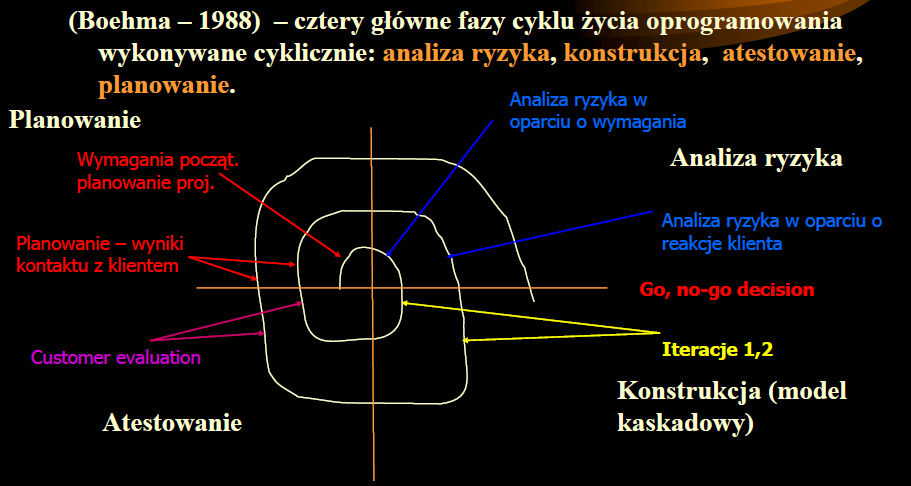 (Boehma – 1988) – cztery główne fazy cyklu życia oprogramowania
wykonywane cyklicznie: analiza ryzyka, konstrukcja, atestowanie,
planowanie.
Planowanie
Analiza ryzyka w
oparciu o wymagania
Analiza ryzyka
Wymagania począt.
planowanie proj.
Analiza ryzyka w oparciu o
reakcje klienta
Planowanie – wyniki
kontaktu z klientem
Go, no-go decision
Customer evaluation
Iteracje 1,2
Konstrukcja (model
kaskadowy)
Atestowanie